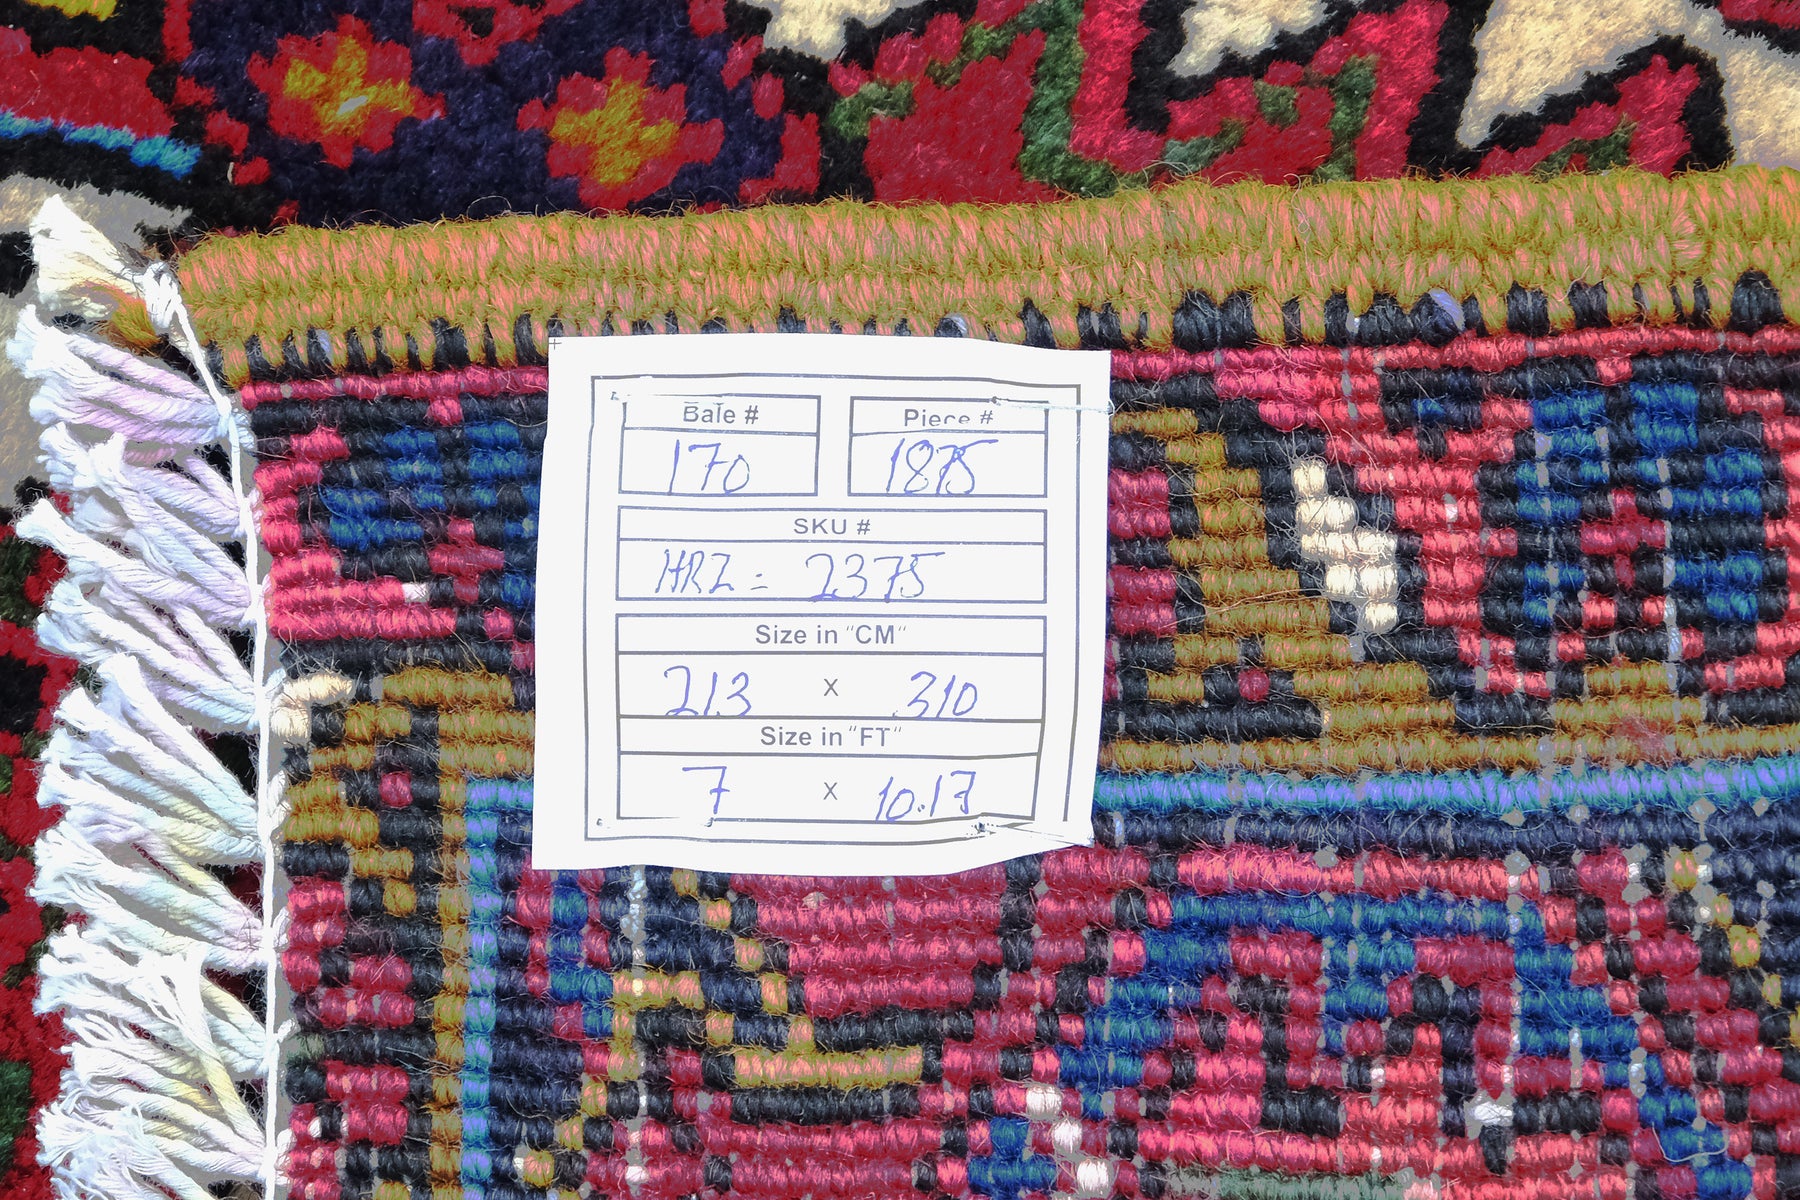 Bale # Piece #
170 1875
SKU #
HRZ = 2375
Size in "CM"
213 x 310
Size in "FT"
7 x 10.17